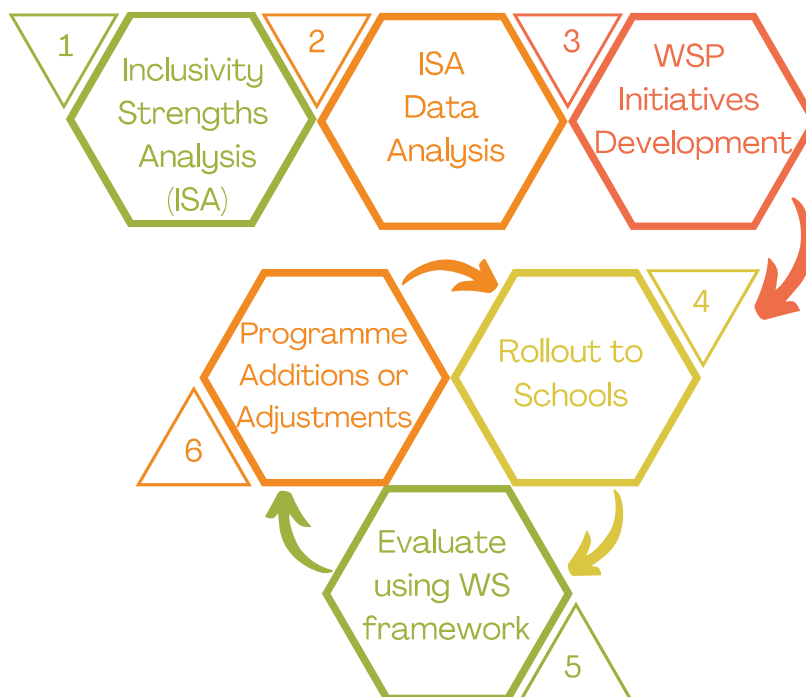 1
Inclusivity
Strengths
Analysis
(ISA)
2
ISA
Data
Analysis
3
WSP
Initiatives
Development
4
Rollout to
Schools
5
Evaluate
using WS
framework
6
Programme
Additions or
Adjustments